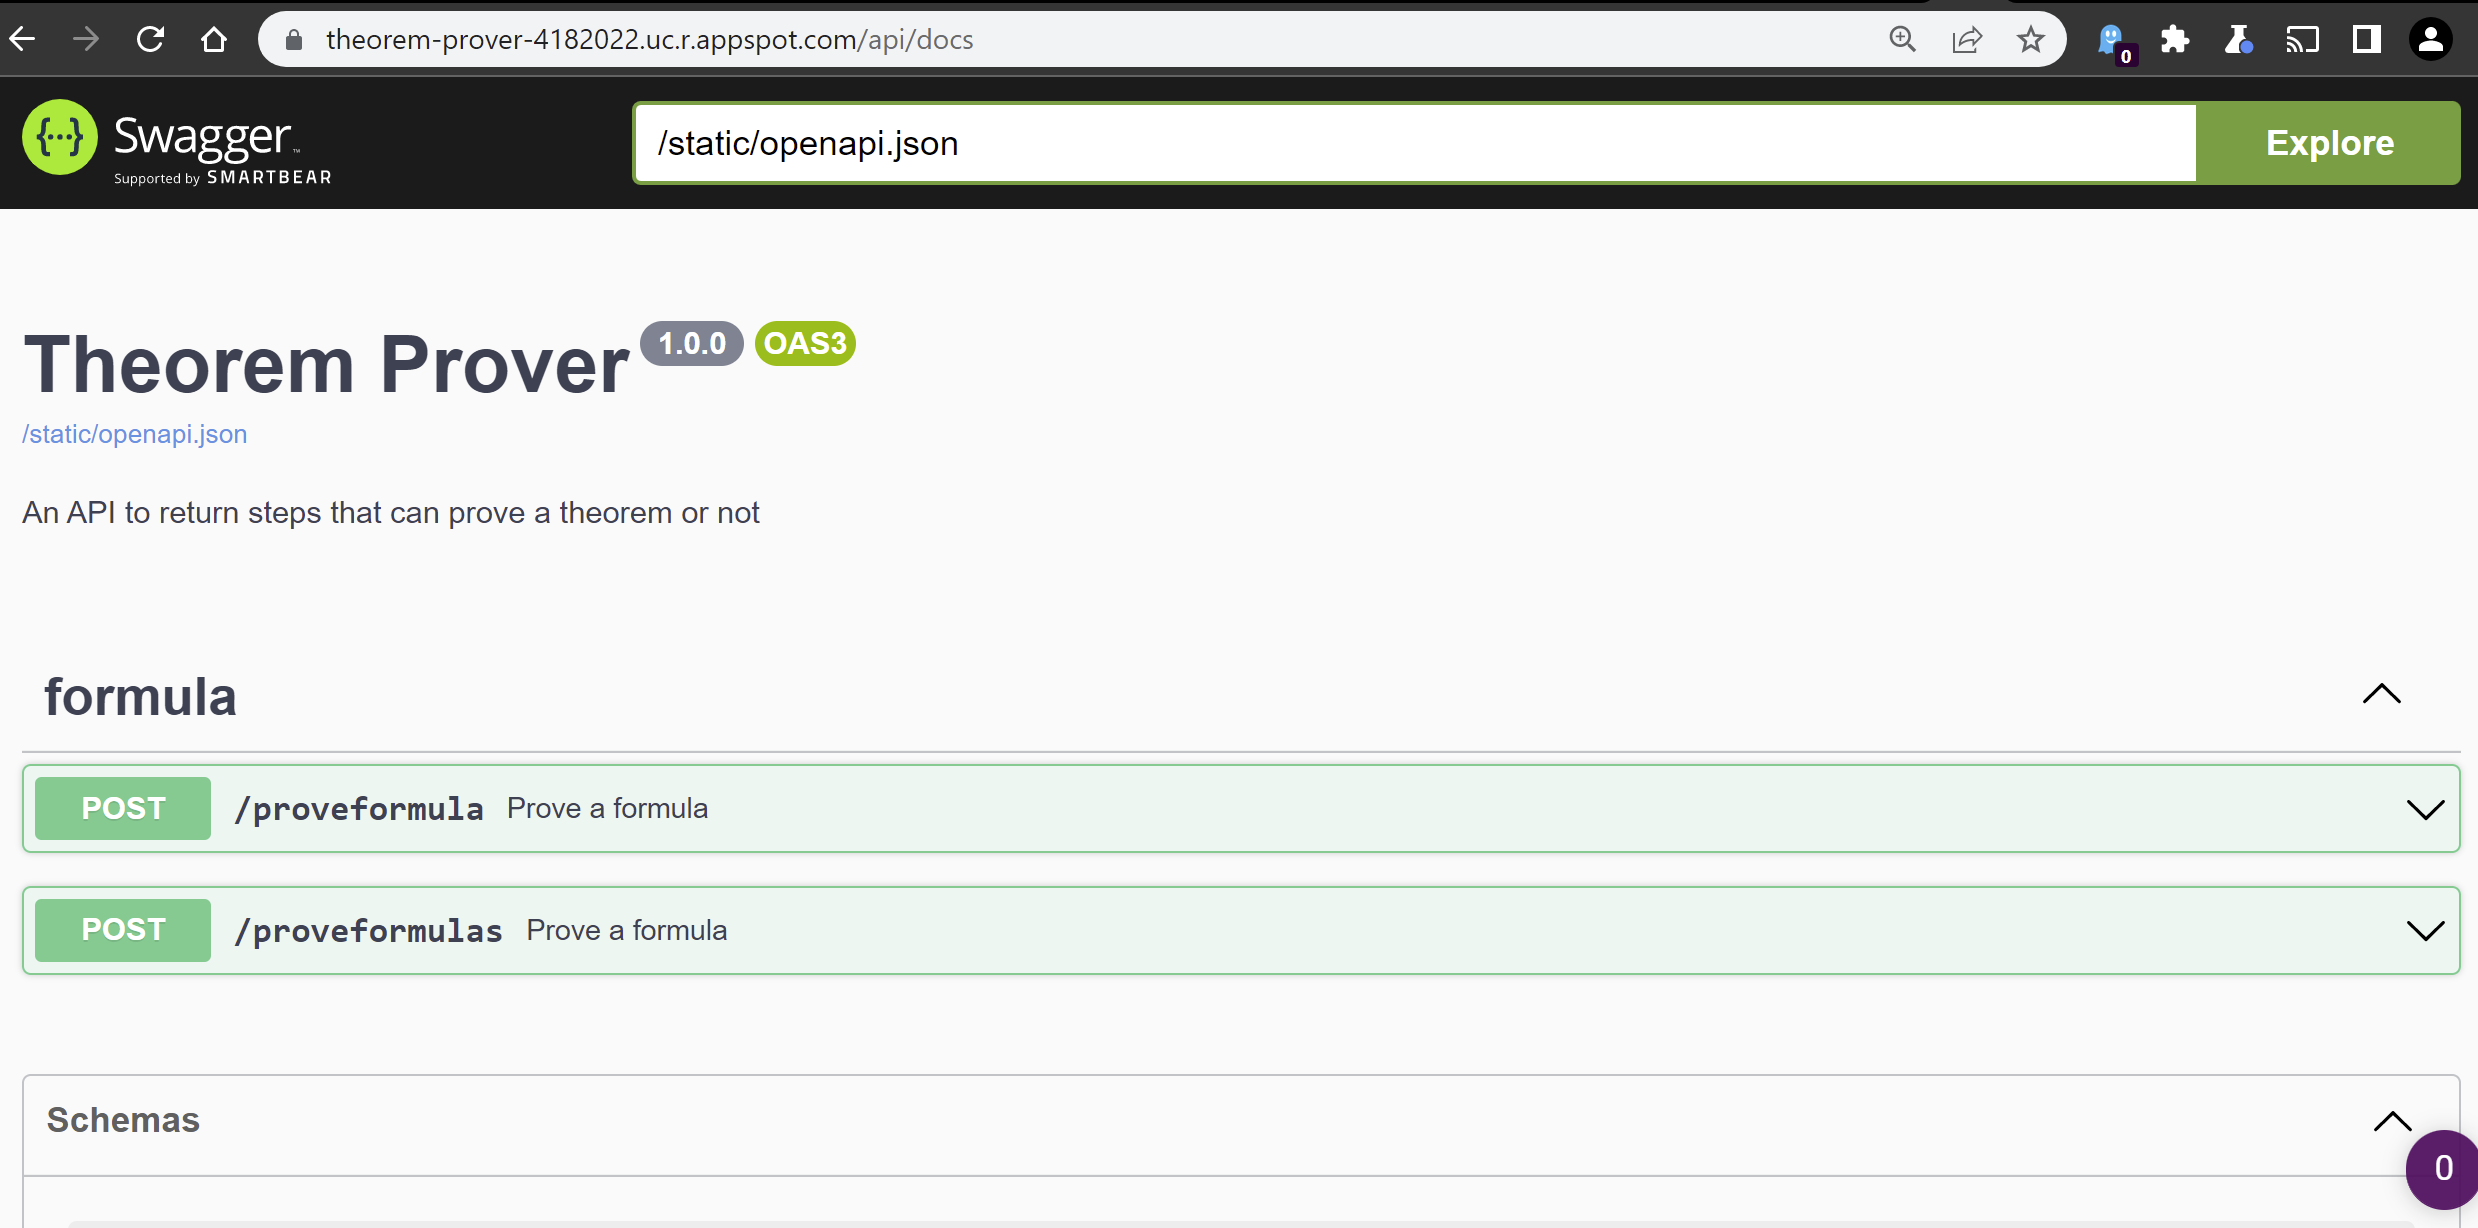 theorem-prover-4182022.uc.r.appspot.com/api/docs
0
{···} Swagger™
Supported by SMARTBEAR
/static/openapi.json
Explore
Theorem Prover 1.0.0 OAS3
/static/openapi.json
An API to return steps that can prove a theorem or not
formula
POST /proveformula Prove a formula
POST /proveformulas Prove a formula
Schemas
0